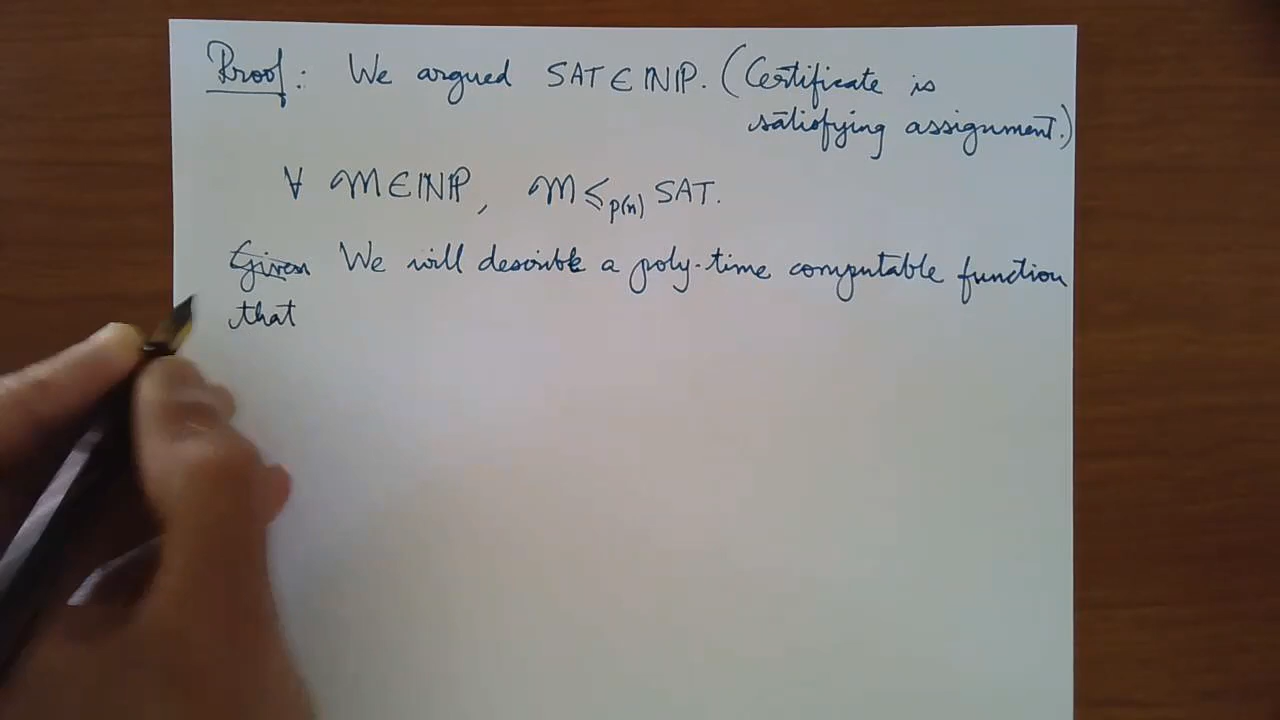 Proof: We argued SAT ∈ NP. (Certificate is
satisfying assignment.)
∀ M ∈ NP, M ≤p(n) SAT.
Given We will describe a poly-time computable function
that